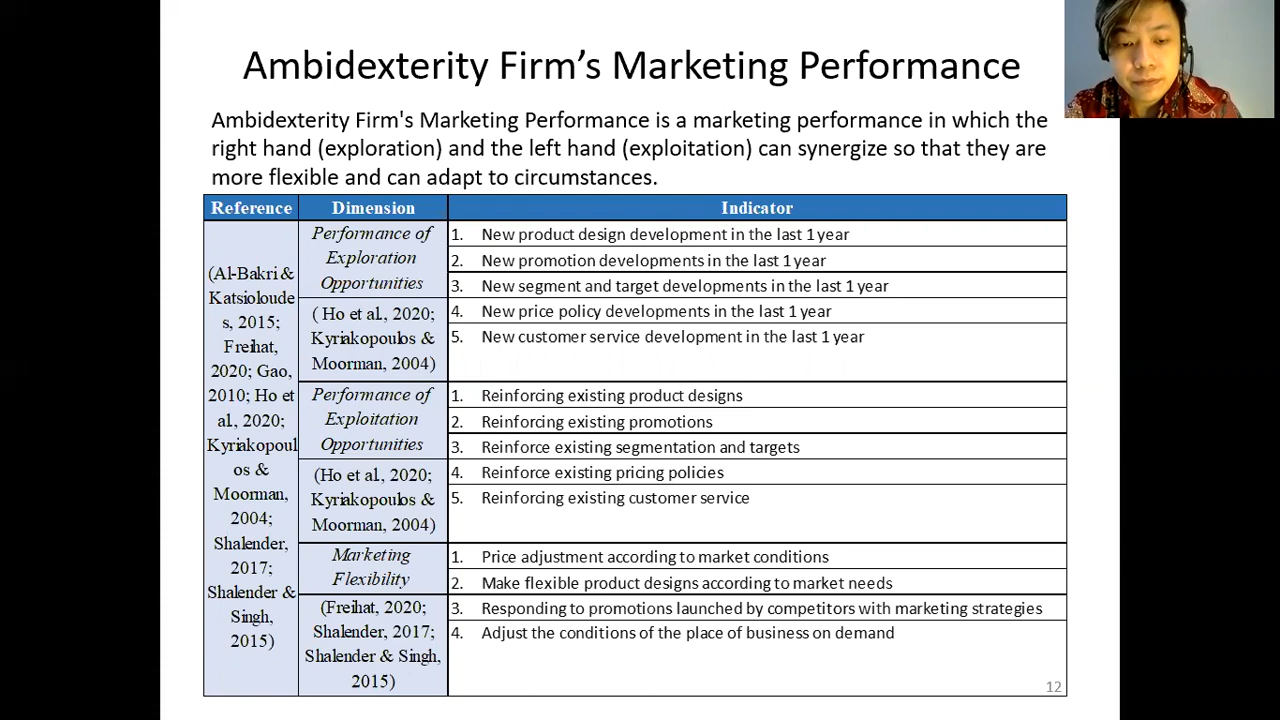 Ambidexterity Firm’s Marketing Performance
Ambidexterity Firm's Marketing Performance is a marketing performance in which the
right hand (exploration) and the left hand (exploitation) can synergize so that they are
more flexible and can adapt to circumstances.
Reference
Dimension
Indicator
(Al-Bakri &
Katsioloude
s, 2015;
Freihat,
2020; Gao,
2010; Ho et
al., 2020;
Kyriakopoul
os &
Moorman,
2004;
Shalender,
2017;
Shalender &
Singh,
2015)
Performance of
Exploration
Opportunities
( Ho et al., 2020;
Kyriakopoulos &
Moorman, 2004)
1. New product design development in the last 1 year
2. New promotion developments in the last 1 year
3. New segment and target developments in the last 1 year
4. New price policy developments in the last 1 year
5. New customer service development in the last 1 year
Performance of
Exploitation
Opportunities
(Ho et al., 2020;
Kyriakopoulos &
Moorman, 2004)
1. Reinforcing existing product designs
2. Reinforcing existing promotions
3. Reinforce existing segmentation and targets
4. Reinforce existing pricing policies
5. Reinforcing existing customer service
Marketing
Flexibility
(Freihat, 2020;
Shalender, 2017;
Shalender & Singh,
2015)
1. Price adjustment according to market conditions
2. Make flexible product designs according to market needs
3. Responding to promotions launched by competitors with marketing strategies
4. Adjust the conditions of the place of business on demand
12